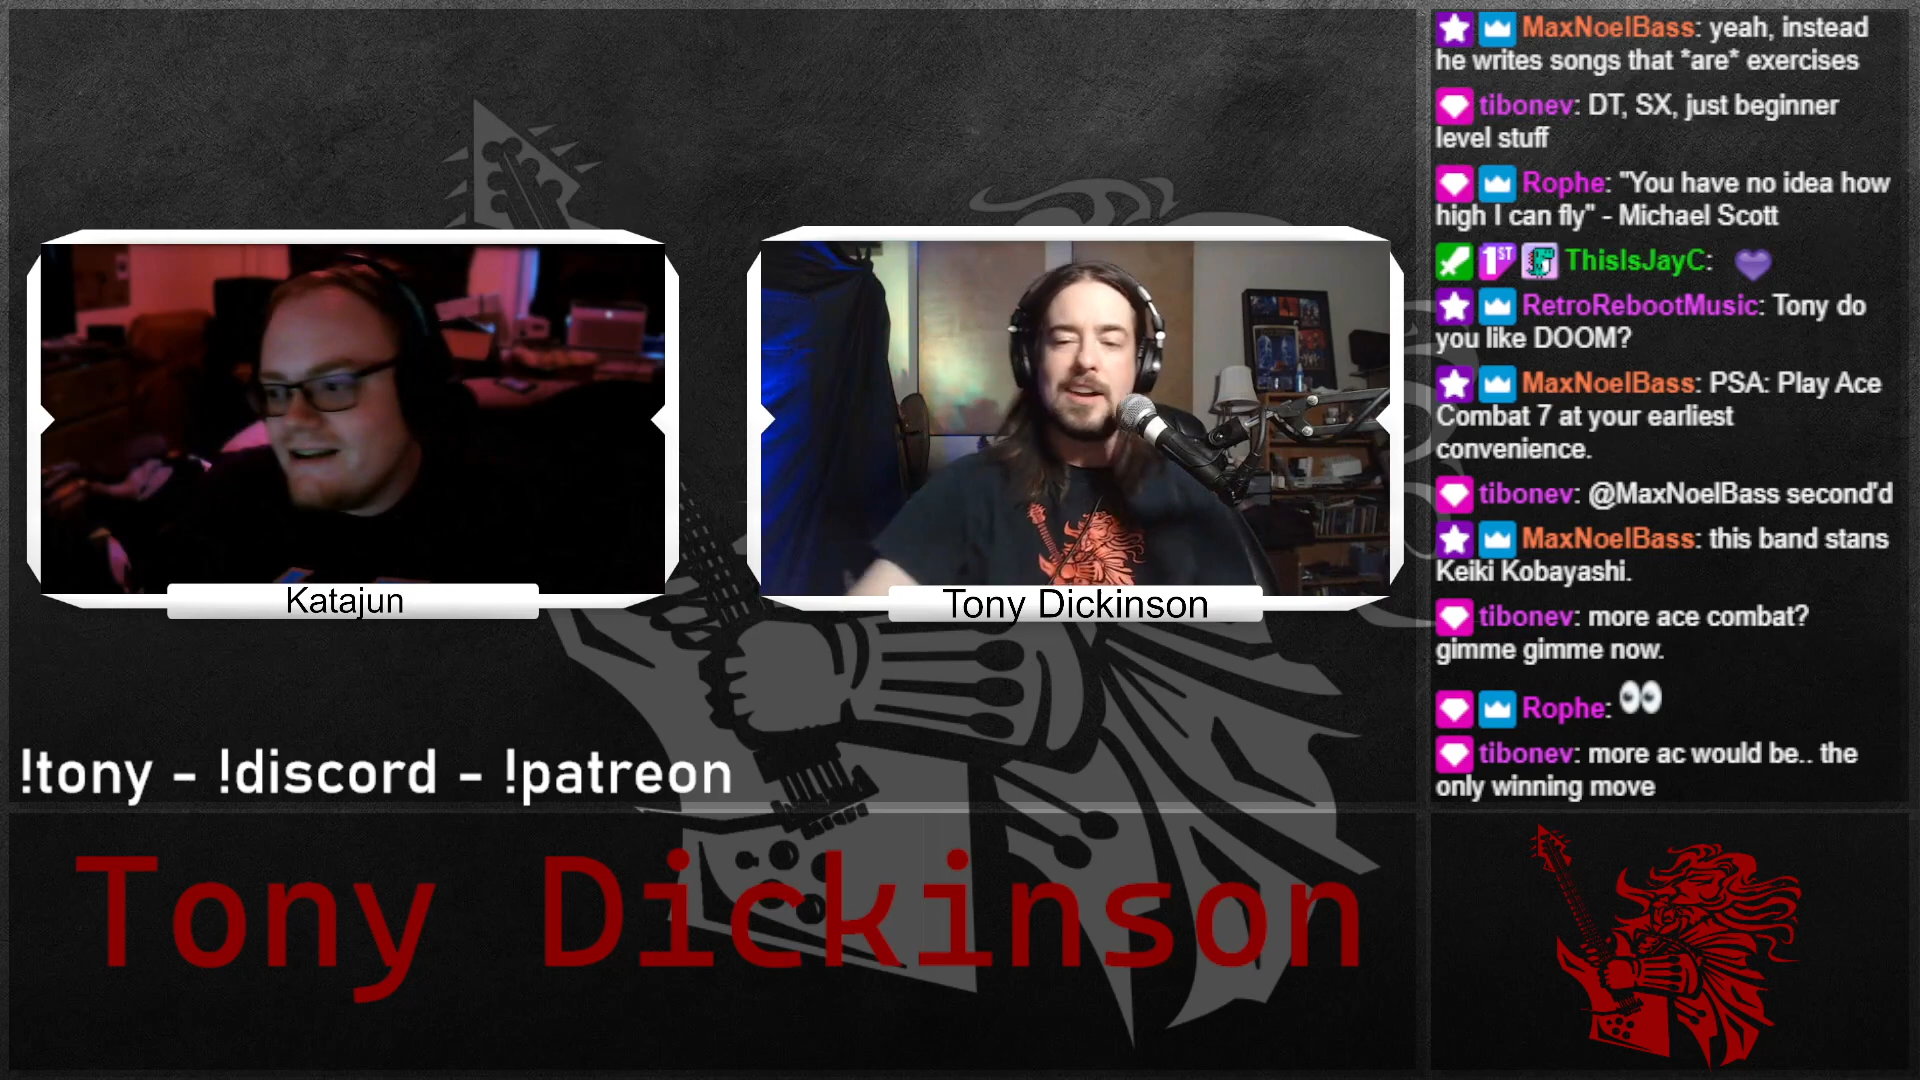 Katajun
Tony Dickinson
!tony - !discord - !patreon
Tony Dickinson
MaxNoelBass: yeah, instead
he writes songs that *are* exercises
tibonev: DT, SX, just beginner
level stuff
Rophe: "You have no idea how
high I can fly" - Michael Scott
1ST ThisIsJayC:
RetroRebootMusic: Tony do
you like DOOM?
MaxNoelBass: PSA: Play Ace
Combat 7 at your earliest
convenience.
tibonev: @MaxNoelBass second'd
MaxNoelBass: this band stans
Keiki Kobayashi.
tibonev: more ace combat?
gimme gimme now.
Rophe:
tibonev: more ac would be.. the
only winning move